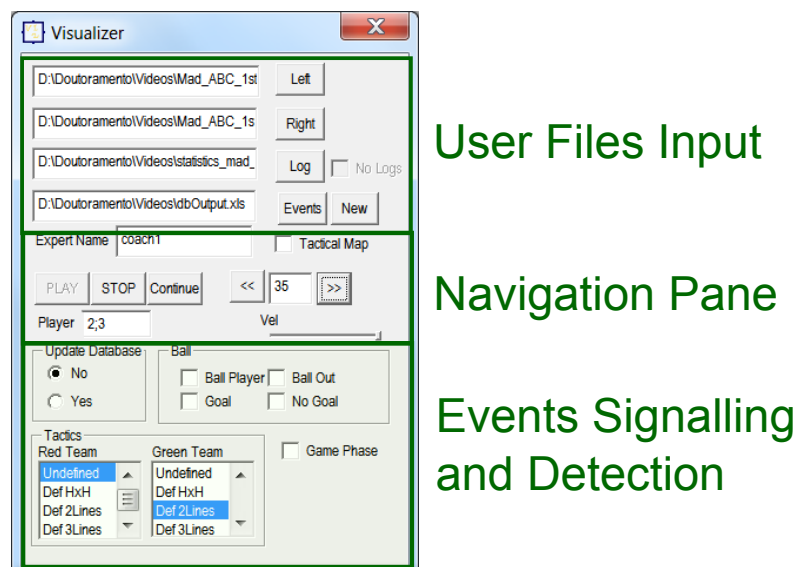 Visualizer
D:\Doutoramento\Videos\Mad_ABC_1st Left
D:\Doutoramento\Videos\Mad_ABC_1s Right
D:\Doutoramento\Videos\statistics_mad_ Log No Logs
D:\Doutoramento\Videos\dbOutput.xls Events New
User Files Input
Expert Name coach1 Tactical Map
PLAY STOP Continue << 35 >>
Player 2;3 Vel
Navigation Pane
Update Database Ball
No Ball Player Ball Out
Yes Goal No Goal
Tactics
Red Team Green Team Game Phase
Undefined Undefined
Def HxH Def HxH
Def 2Lines Def 2Lines
Def 3Lines Def 3Lines
Events Signalling
and Detection